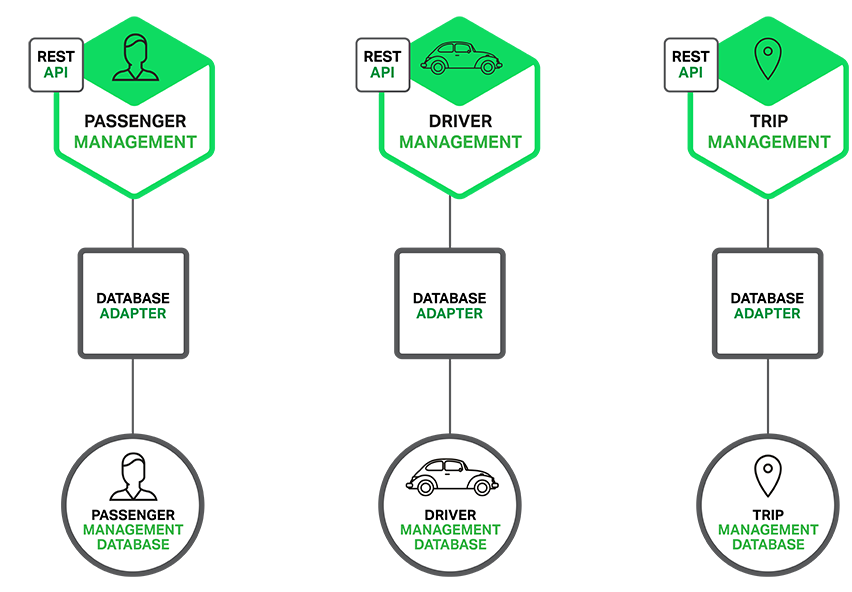 REST
API
PASSENGER
MANAGEMENT
REST
API
DRIVER
MANAGEMENT
REST
API
TRIP
MANAGEMENT
DATABASE
ADAPTER
DATABASE
ADAPTER
DATABASE
ADAPTER
PASSENGER
MANAGEMENT
DATABASE
DRIVER
MANAGEMENT
DATABASE
TRIP
MANAGEMENT
DATABASE